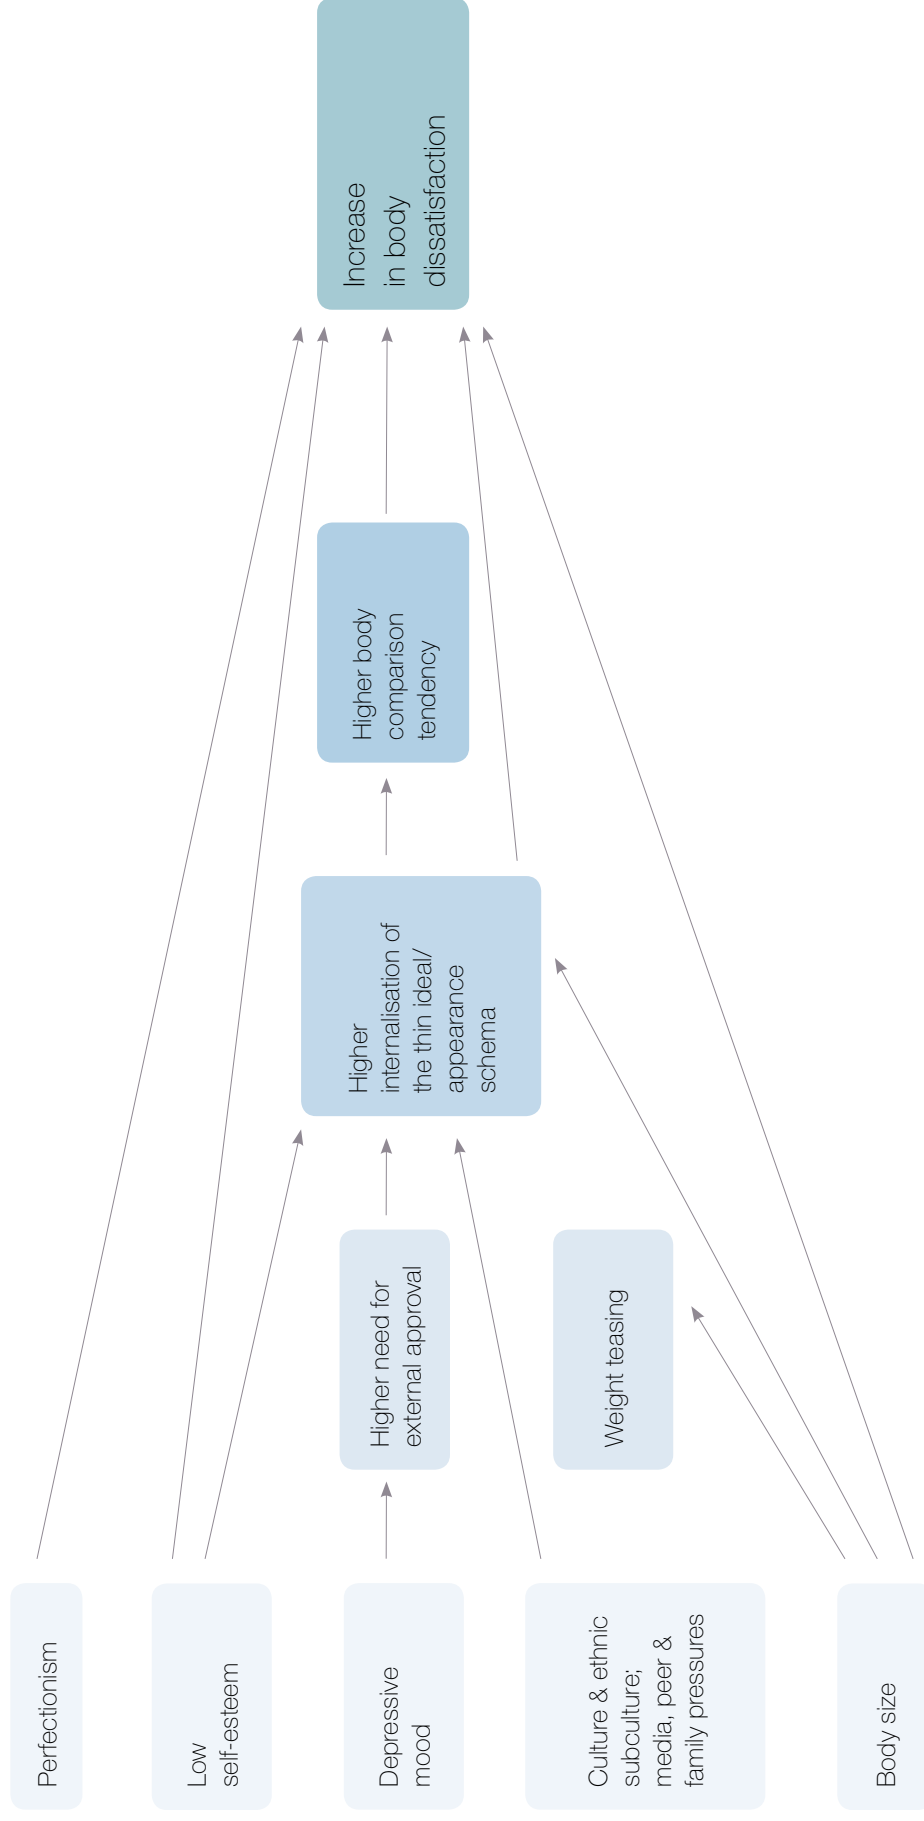 Perfectionism
Low
self-esteem
Depressive
mood
Culture & ethnic
subculture;
media, peer &
family pressures
Body size
Higher need for
external approval
Weight teasing
Higher
internalisation of
the thin ideal/
appearance
schema
Higher body
comparison
tendency
Increase
in body
dissatisfaction